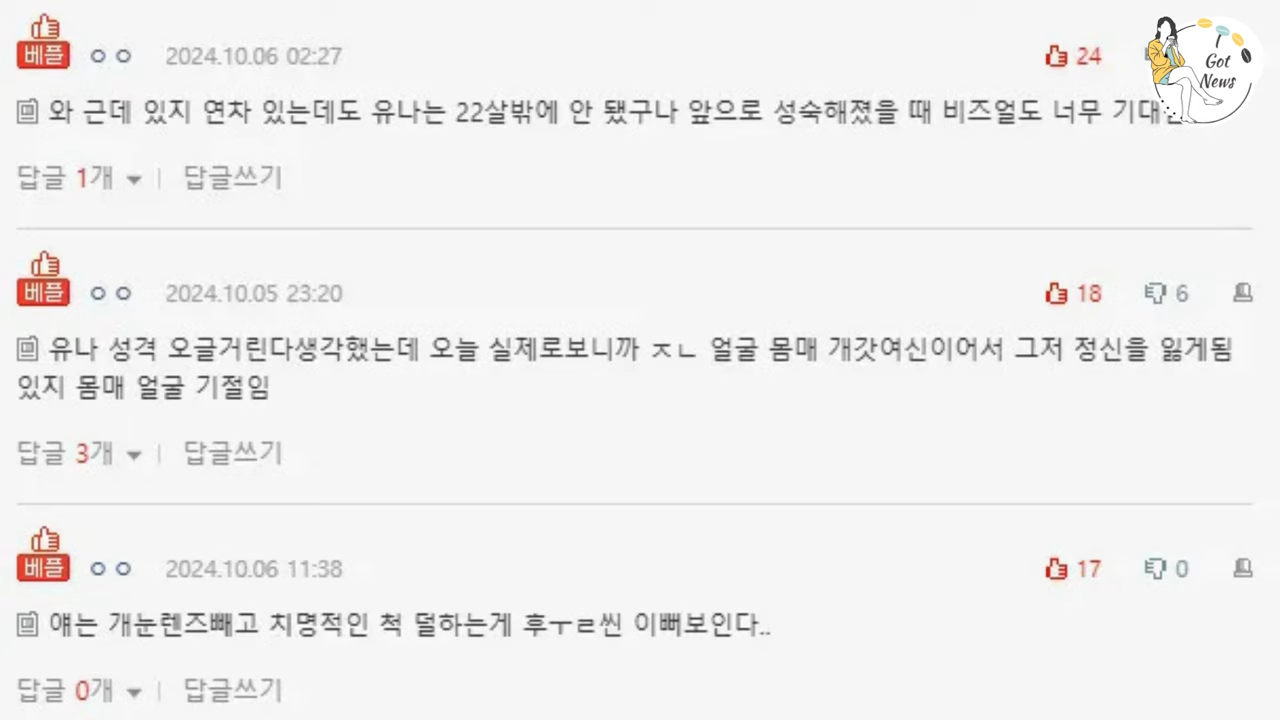 베플 ㅇㅇ 2024.10.06 02:27 24
Got News
와 근데 있지 연차 있는데도 유나는 22살밖에 안 됐구나 앞으로 성숙해졌을 때 비즈얼도 너무
답글 1개 답글쓰기
베플 ㅇㅇ 2024.10.05 23:20 18 6
유나 성격 오글거린다생각했는데 오늘 실제로보니까 ㅈㄴ 얼굴 몸매 개갓여신이어서 그저 정신을 잃게됨
있지 몸매 얼굴 기절임
답글 3개 답글쓰기
베플 ㅇㅇ 2024.10.06 11:38 17 0
얘는 개눈렌즈빼고 치명적인 척 덜하는게 후ㅜㄹ씬 이뻐보인다..
답글 0개 답글쓰기